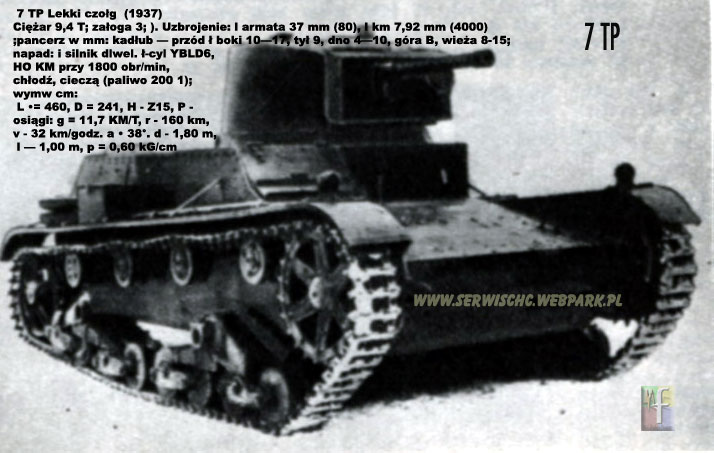 7 TP Lekki czołg (1937)
Ciężar 9,4 T; załoga 3; ). Uzbrojenie: I armata 37 mm (80), I km 7,92 mm (4000)
;pancerz w mm: kadłub — przód ł boki 10—17, tył 9, dno 4—10, góra B, wieża 8-15;
napad: i silnik dlwel. ł-cyl YBLD6,
HO KM przy 1800 obr/min,
chłodź, cieczą (paliwo 200 1);
wymw cm:
L •= 460, D = 241, H - Z15, P -
osiągi: g = 11,7 KM/T, r - 160 km,
v - 32 km/godz. a • 38°. d - 1,80 m,
I — 1,00 m, p = 0,60 kG/cm
7 TP
WWW.SERWISCHC.WEBPARK.PL